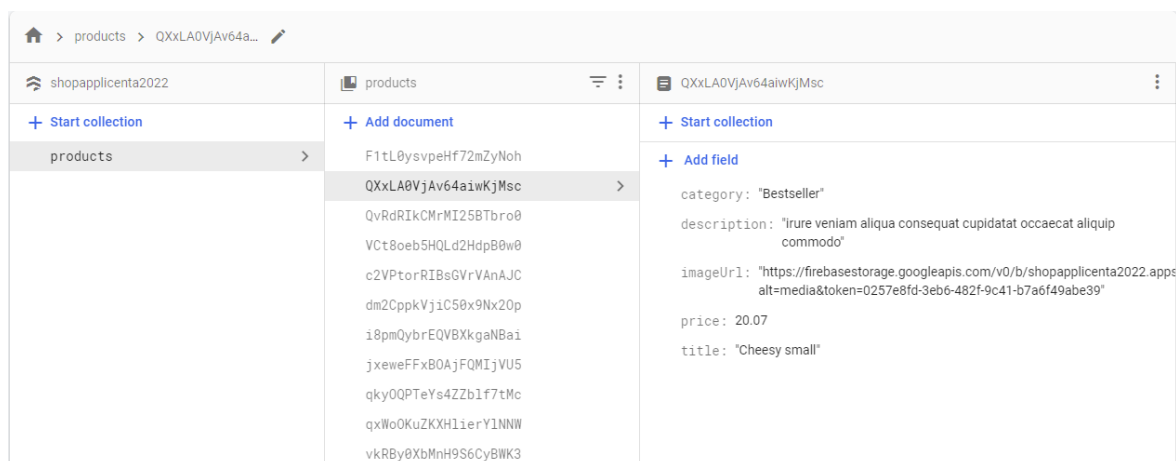 products
QXxLA0VjAv64a…
shopapplicenta2022
Start collection
products
products
Add document
F1tL0ysvpeHf72mZyNoh
QXxLA0VjAv64aiwKjMsc
QvRdRIkCMrMI25BTbro0
VCt8oeb5HQLd2HdpB0w0
c2VPtorRIBsGVrVAnAJC
dm2CppkVjiC50x9Nx2Op
i8pmQybrEQVBXkgaNBai
jxeweFFxBOAjFQMIjVU5
qkyOQPTeYs4ZZblf7tMc
qxWoOKuZKXHlierYlNNW
vkRBy0XbMnH9S6CyBWK3
QXxLA0VjAv64aiwKjMsc
Start collection
Add field
category: "Bestseller"
description: "irure veniam aliqua consequat cupidatat occaecat aliquip
commodo"
imageUrl: "https://firebasestorage.googleapis.com/v0/b/shopapplicenta2022.apps
alt=media&token=0257e8fd-3eb6-482f-9c41-b7a6f49abe39"
price: 20.07
title: "Cheesy small"